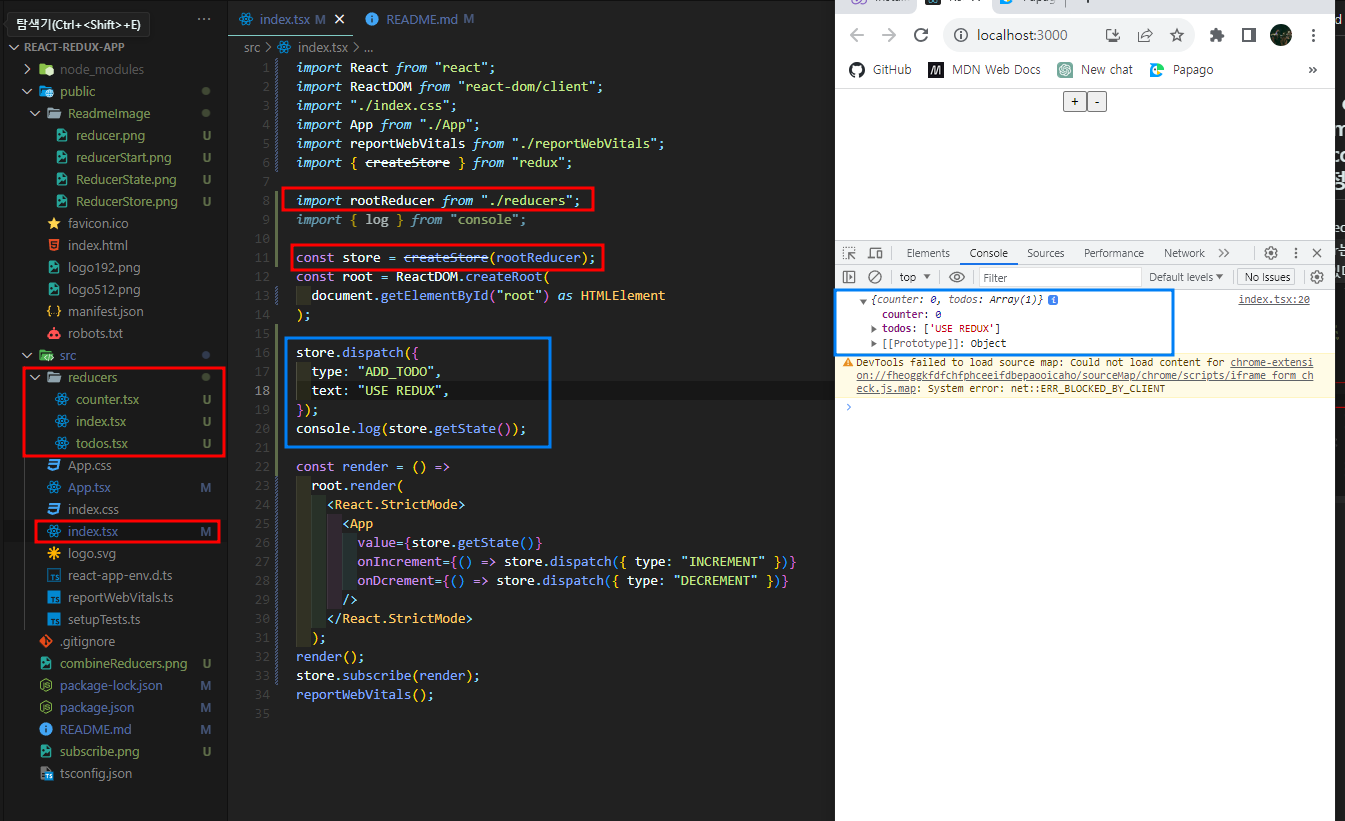 탐색기(Ctrl+<Shift>+E)
···
REACT-REDUX-APP
node_modules
public
ReadmeImage
reducer.png U
reducerStart.png U
ReducerState.png U
ReducerStore.png U
favicon.ico
index.html
logo192.png
logo512.png
manifest.json
robots.txt
src
reducers
counter.tsx U
index.tsx U
todos.tsx U
App.css
App.tsx M
index.css
index.tsx M
logo.svg
react-app-env.d.ts
reportWebVitals.ts
setupTests.ts
.gitignore
combineReducers.png U
package-lock.json M
package.json M
README.md M
subscribe.png U
tsconfig.json
index.tsx M × README.md M
src > index.tsx > ...
1 import React from "react";
2 import ReactDOM from "react-dom/client";
3 import "./index.css";
4 import App from "./App";
5 import reportWebVitals from "./reportWebVitals";
6 import { createStore } from "redux";
7
8 import rootReducer from "./reducers";
9 import { log } from "console";
10
11 const store = createStore(rootReducer);
12 const root = ReactDOM.createRoot(
13 document.getElementById("root") as HTMLElement
14 );
15
16 store.dispatch({
17 type: "ADD_TODO",
18 text: "USE REDUX",
19 });
20 console.log(store.getState());
21
22 const render = () =>
23 root.render(
24 <React.StrictMode>
25 <App
26 value={store.getState()}
27 onIncrement={() => store.dispatch({ type: "INCREMENT" })}
28 onDcrement={() => store.dispatch({ type: "DECREMENT" })}
29 />
30 </React.StrictMode>
31 );
32 render();
33 store.subscribe(render);
34 reportWebVitals();
35
localhost:3000
GitHub MDN Web Docs New chat Papago »
+ -
Elements Console Sources Performance Network
top Filter Default levels No Issues
{counter: 0, todos: Array(1)} i index.tsx:20
counter: 0
todos: ['USE REDUX']
[[Prototype]]: Object
DevTools failed to load source map: Could not load content for chrome-extensi
on://fheoggkfdfchfphceeifdbepaooicaho/sourceMap/chrome/scripts/iframe_form_ch
eck.js.map: System error: net::ERR_BLOCKED_BY_CLIENT